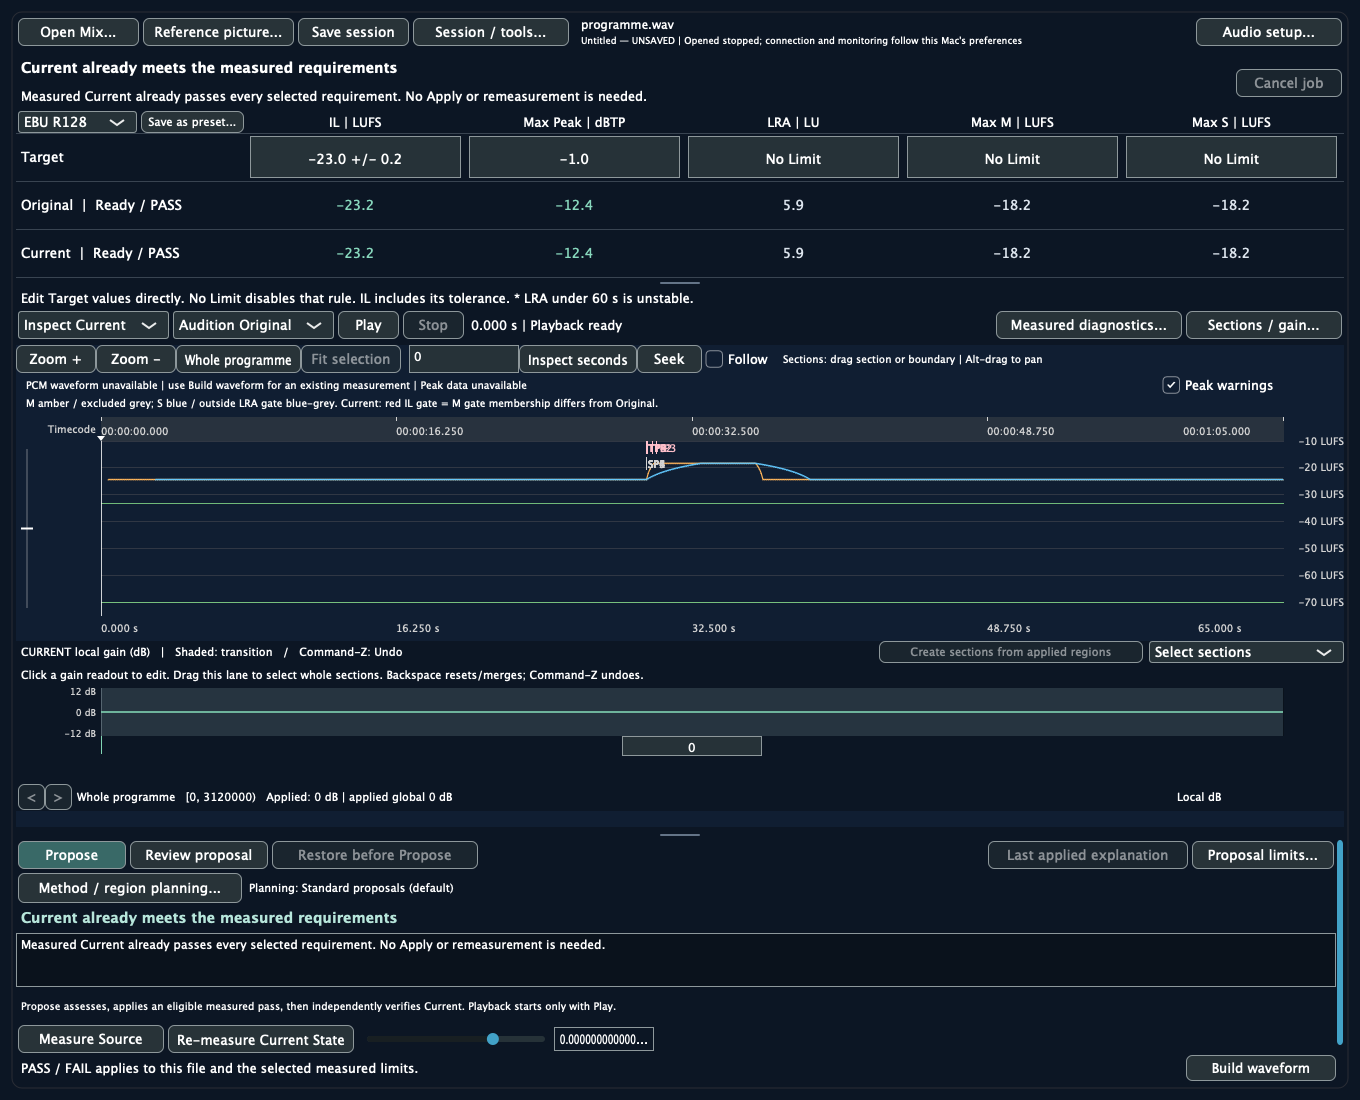 Open Mix... Reference picture... Save session Session / tools... programme.wav Audio setup...
Untitled — UNSAVED | Opened stopped; connection and monitoring follow this Mac's preferences
Current already meets the measured requirements
Cancel job
Measured Current already passes every selected requirement. No Apply or remeasurement is needed.
EBU R128 Save as preset... IL | LUFS Max Peak | dBTP LRA | LU Max M | LUFS Max S | LUFS
Target -23.0 +/- 0.2 -1.0 No Limit No Limit No Limit
Original | Ready / PASS -23.2 -12.4 5.9 -18.2 -18.2
Current | Ready / PASS -23.2 -12.4 5.9 -18.2 -18.2
Edit Target values directly. No Limit disables that rule. IL includes its tolerance. * LRA under 60 s is unstable.
Inspect Current Audition Original Play Stop 0.000 s | Playback ready Measured diagnostics... Sections / gain...
Zoom + Zoom - Whole programme Fit selection 0 Inspect seconds Seek Follow Sections: drag section or boundary | Alt-drag to pan
PCM waveform unavailable | use Build waveform for an existing measurement | Peak data unavailable Peak warnings
M amber / excluded grey; S blue / outside LRA gate blue-grey. Current: red IL gate = M gate membership differs from Original.
Timecode 00:00:00.000 00:00:16.250 00:00:32.500 00:00:48.750 00:01:05.000
-10 LUFS
-20 LUFS
-30 LUFS
-40 LUFS
-50 LUFS
-60 LUFS
-70 LUFS
0.000 s 16.250 s 32.500 s 48.750 s 65.000 s
CURRENT local gain (dB) | Shaded: transition / Command-Z: Undo Create sections from applied regions Select sections
Click a gain readout to edit. Drag this lane to select whole sections. Backspace resets/merges; Command-Z undoes.
12 dB
0 dB
-12 dB
0
< > Whole programme [0, 3120000) Applied: 0 dB | applied global 0 dB Local dB
Propose Review proposal Restore before Propose Last applied explanation Proposal limits...
Method / region planning... Planning: Standard proposals (default)
Current already meets the measured requirements
Measured Current already passes every selected requirement. No Apply or remeasurement is needed.
Propose assesses, applies an eligible measured pass, then independently verifies Current. Playback starts only with Play.
Measure Source Re-measure Current State 0.000000000000...
PASS / FAIL applies to this file and the selected measured limits. Build waveform